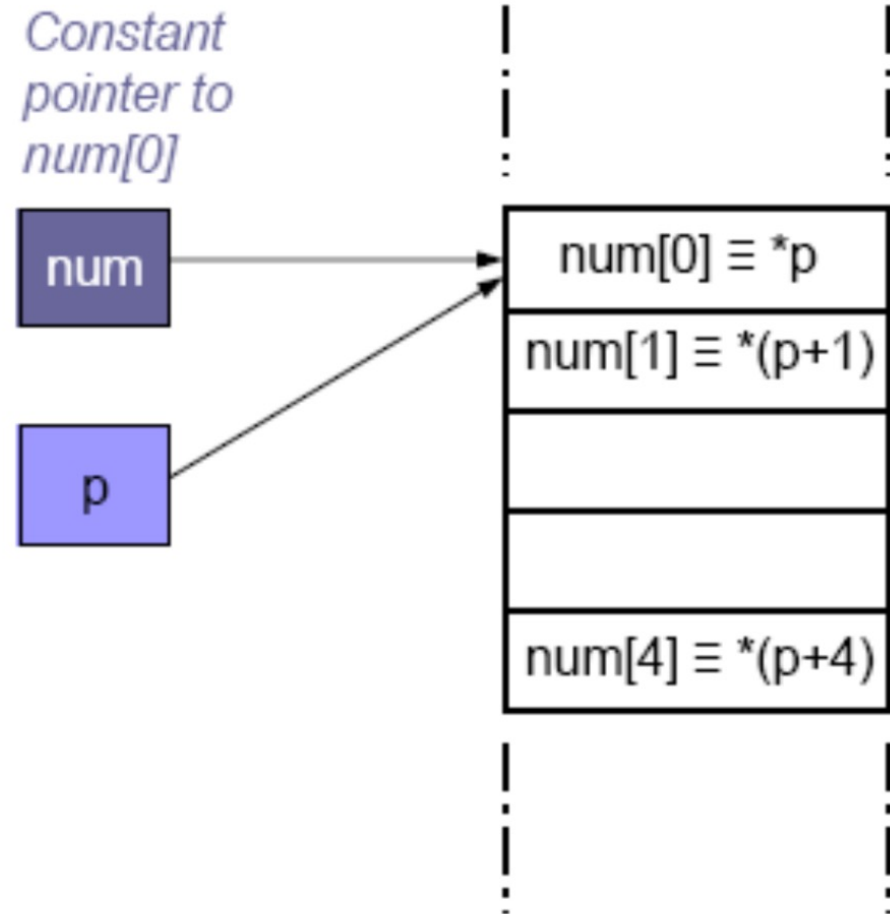 Constant
pointer to
num[0]
num
p
num[0] ≡ *p
num[1] ≡ *(p+1)
num[4] ≡ *(p+4)